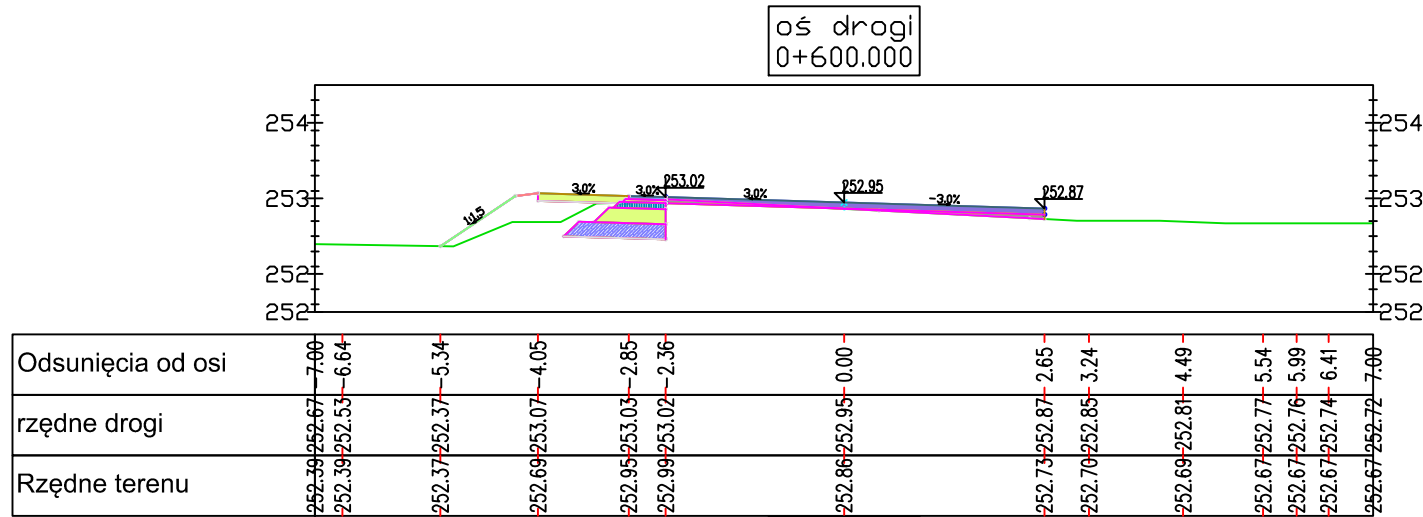 oś drogi
0+600.000
254 254
253 253
252 252
252 252
1:1.5
3.0% 3.0% 253.02 3.0% 252.95 -3.0% 252.87
Odsunięcia od osi -7.00 -6.64 -5.34 -4.05 -2.85 -2.36 0.00 2.65 3.24 4.49 5.54 5.99 6.41 7.00
rzędne drogi 252.67 252.53 252.37 253.07 253.03 253.02 252.95 252.87 252.85 252.81 252.77 252.76 252.74 252.72
Rzędne terenu 252.39 252.39 252.37 252.69 252.95 252.99 252.86 252.73 252.70 252.69 252.67 252.67 252.67 252.67